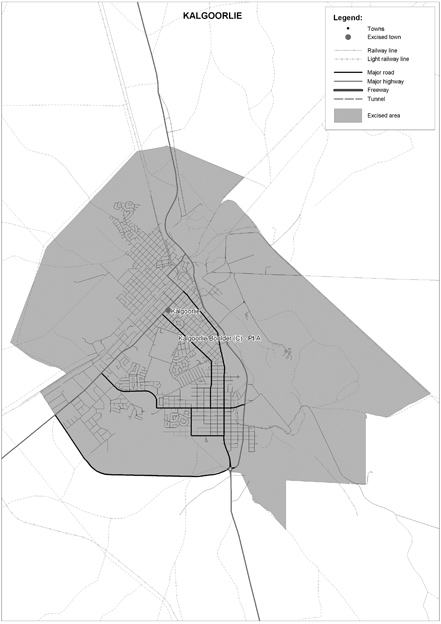 KALGOORLIE
Legend:
Towns
Excised town
Railway line
Light railway line
Major road
Major highway
Freeway
Tunnel
Excised area
Kalgoorlie
Kalgoorlie/Boulder (C) - Pt A